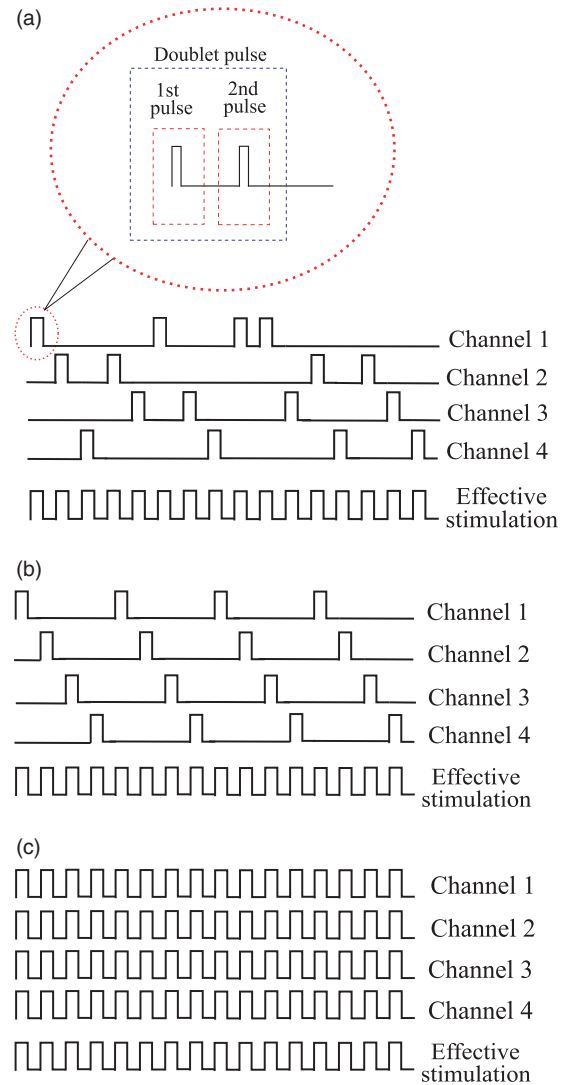 (a)
Doublet pulse
1st
pulse
2nd
pulse
Channel 1
Channel 2
Channel 3
Channel 4
Effective
stimulation
(b)
Channel 1
Channel 2
Channel 3
Channel 4
Effective
stimulation
(c)
Channel 1
Channel 2
Channel 3
Channel 4
Effective
stimulation